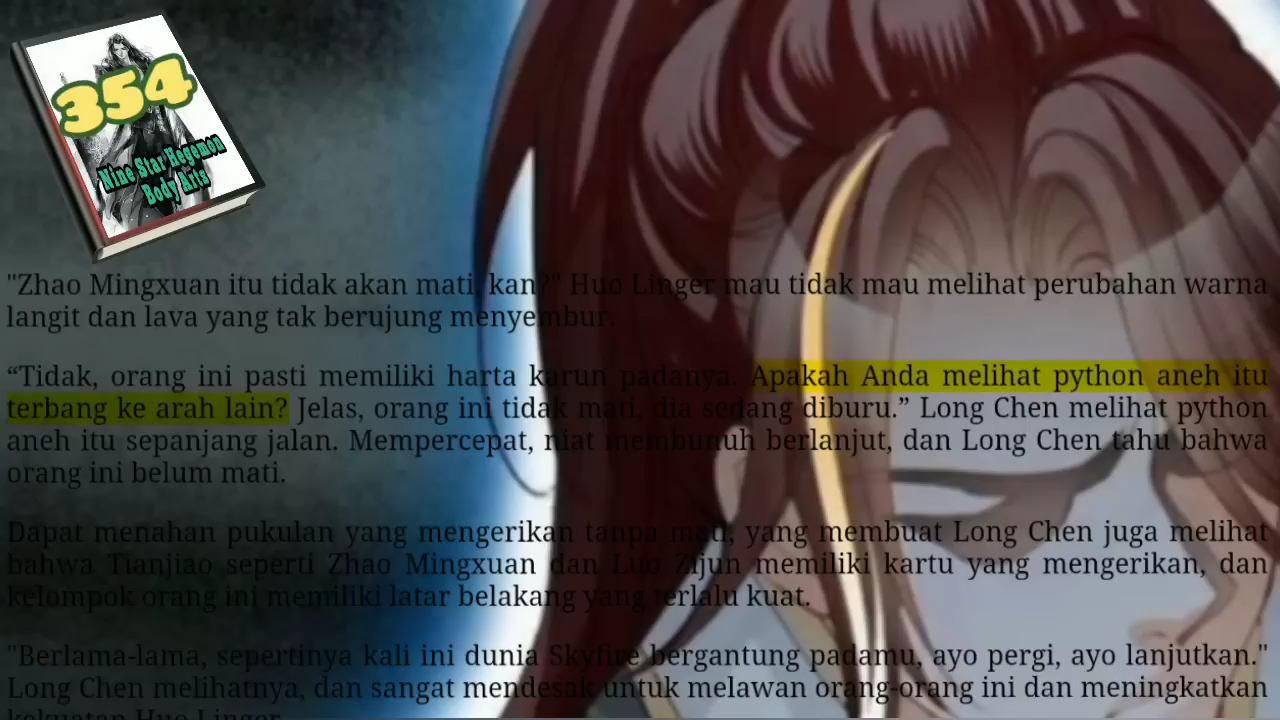 354
Nine Star Hegemon
Body Arts
"Zhao Mingxuan itu tidak akan mati, kan?" Huo Linger mau tidak mau melihat perubahan warna
langit dan lava yang tak berujung menyembur.
“Tidak, orang ini pasti memiliki harta karun padanya. Apakah Anda melihat python aneh itu
terbang ke arah lain? Jelas, orang ini tidak mati, dia sedang diburu.” Long Chen melihat python
aneh itu sepanjang jalan. Mempercepat, niat membunuh berlanjut, dan Long Chen tahu bahwa
orang ini belum mati.
Dapat menahan pukulan yang mengerikan tanpa mati, yang membuat Long Chen juga melihat
bahwa Tianjiao seperti Zhao Mingxuan dan Luo Zijun memiliki kartu yang mengerikan, dan
kelompok orang ini memiliki latar belakang yang terlalu kuat.
"Berlama-lama, sepertinya kali ini dunia Skyfire bergantung padamu, ayo pergi, ayo lanjutkan."
Long Chen melihatnya, dan sangat mendesak untuk melawan orang-orang ini dan meningkatkan
kekuatan Huo Linger.